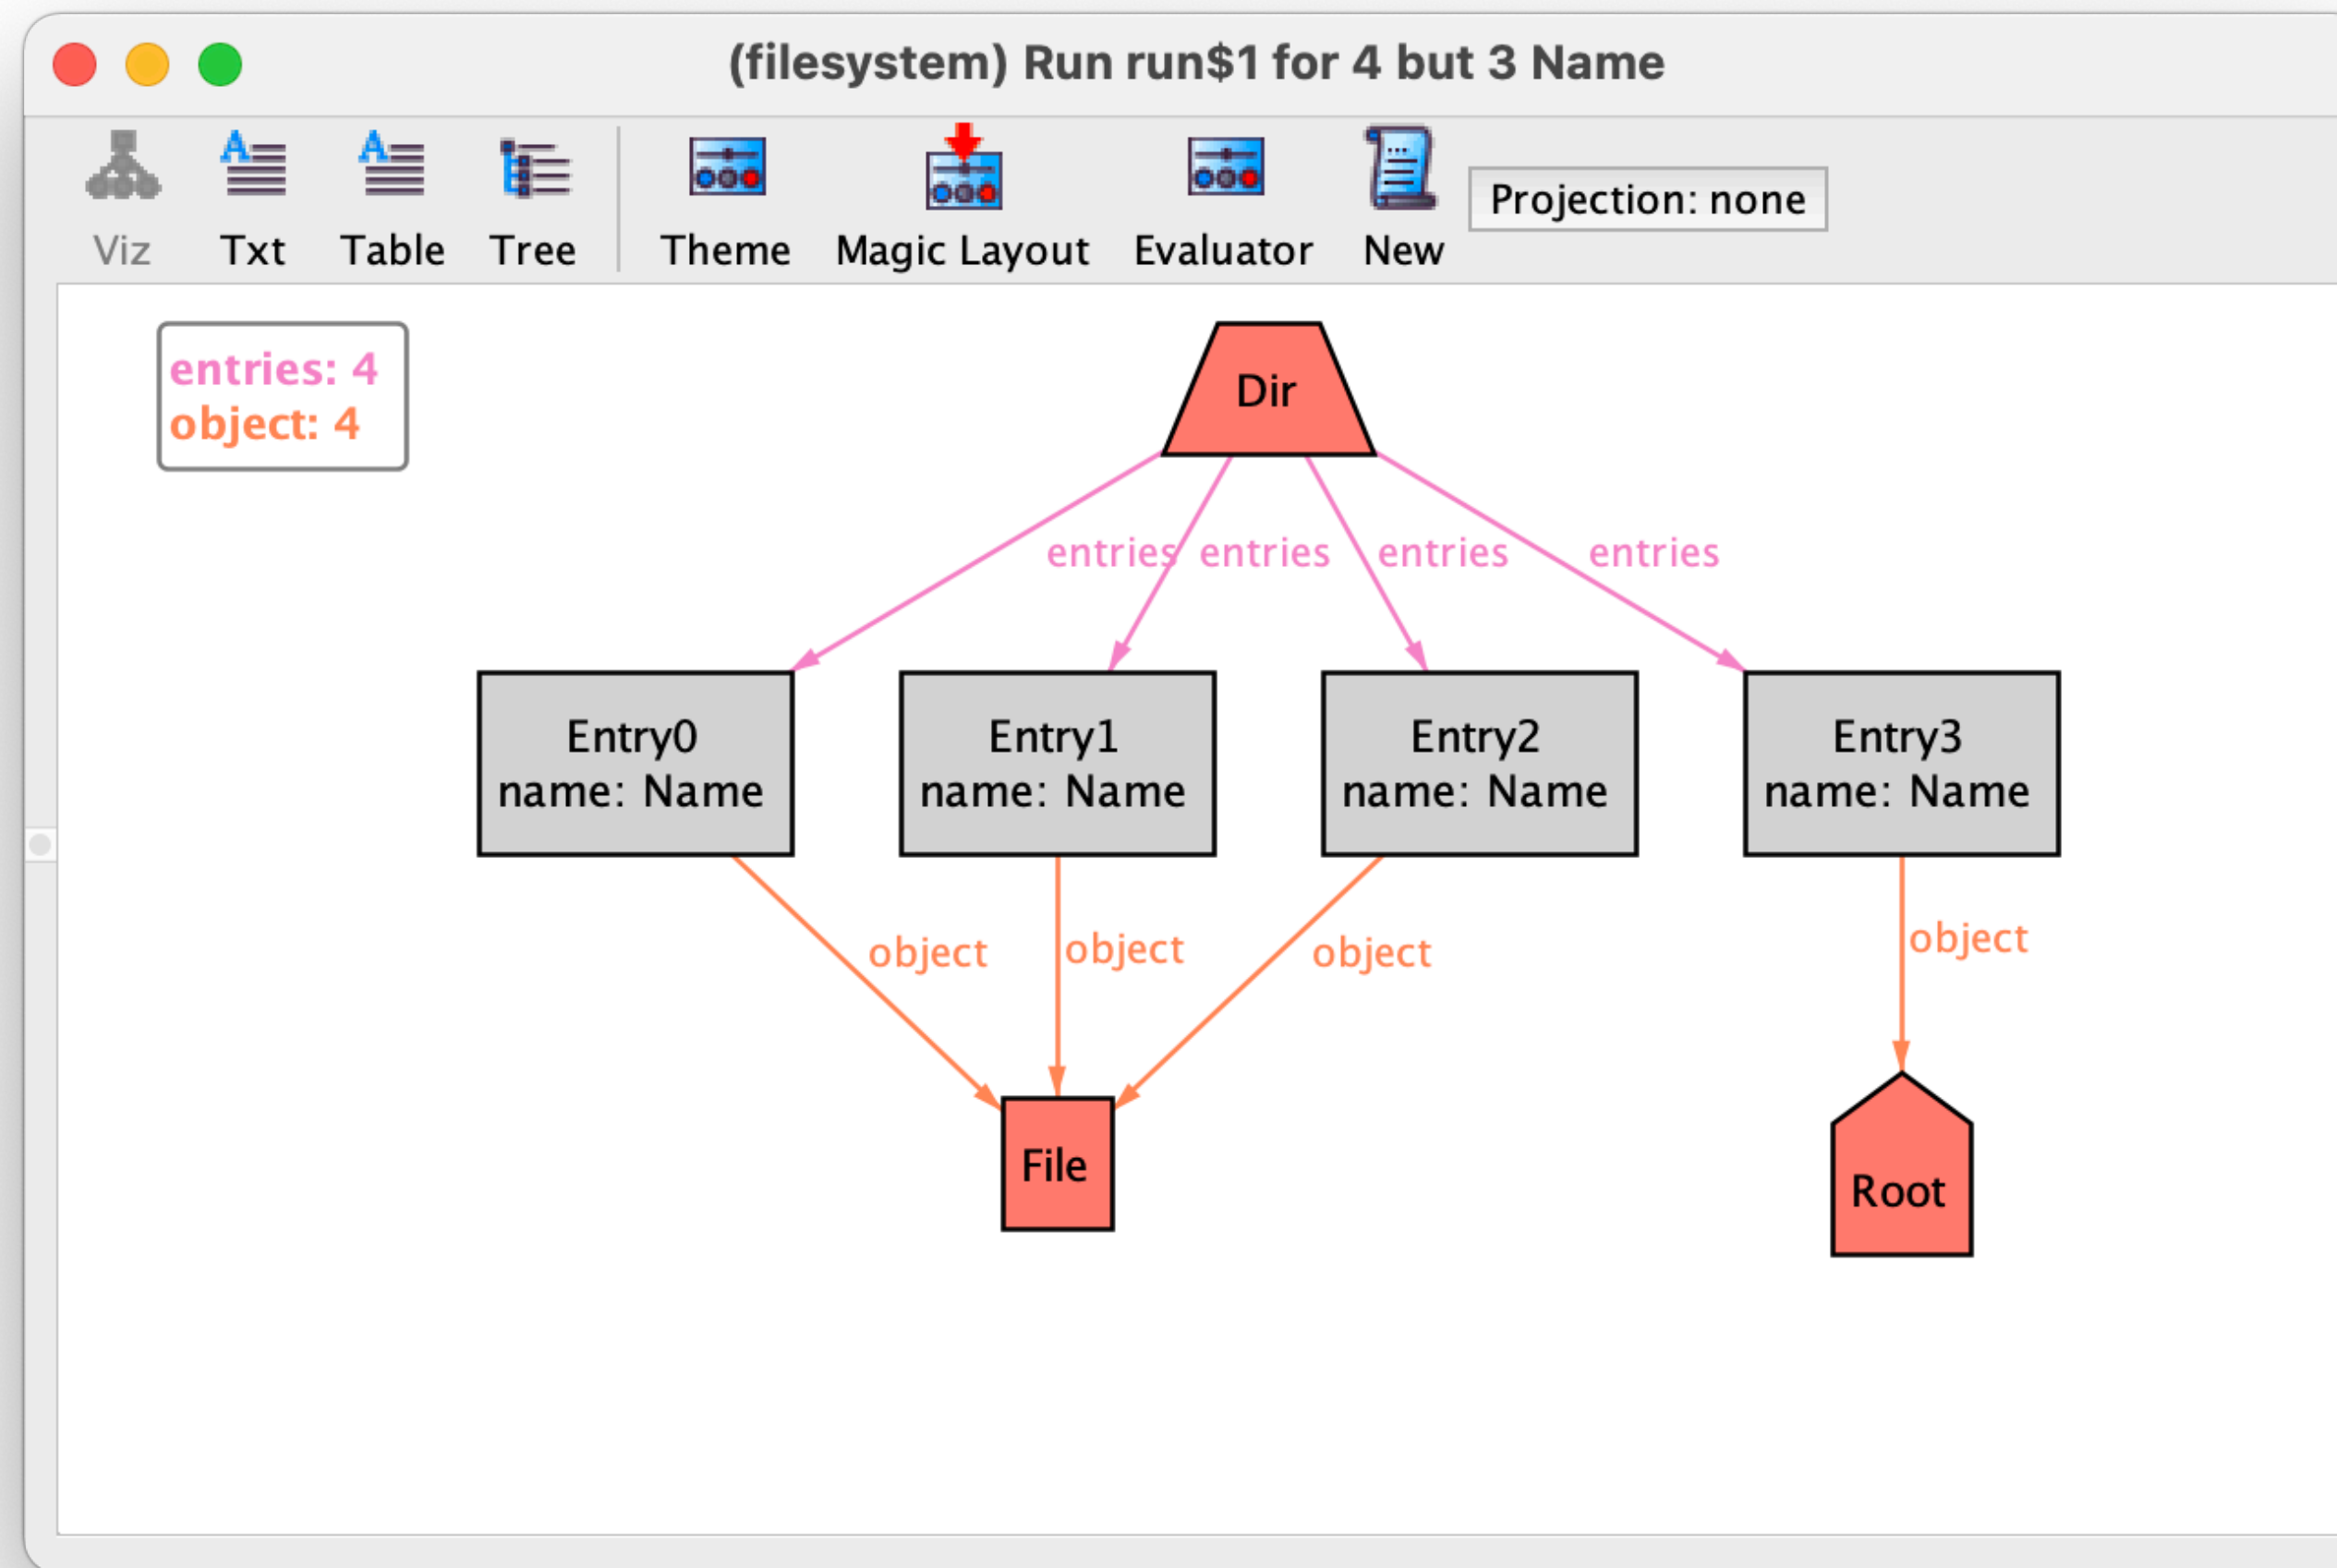 (filesystem) Run run$1 for 4 but 3 Name
Viz Txt Table Tree Theme Magic Layout Evaluator New Projection: none
entries: 4
object: 4
Dir
entries entries entries entries
Entry0
name: Name
Entry1
name: Name
Entry2
name: Name
Entry3
name: Name
object object object object
File
Root